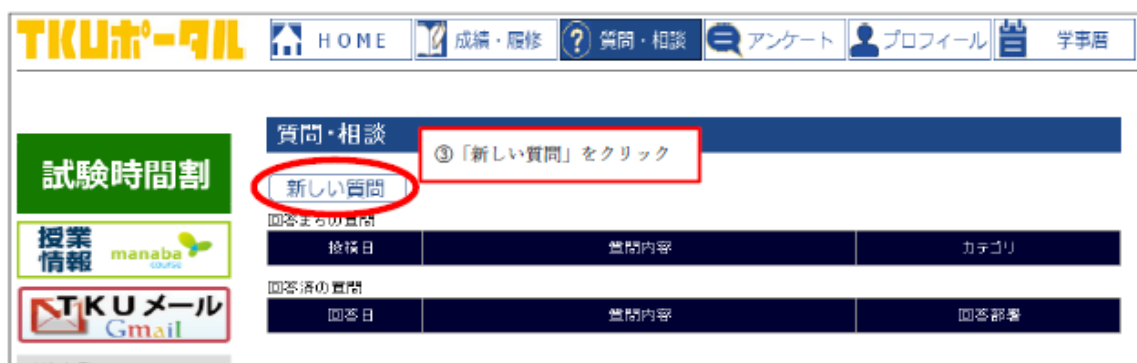 TKUポータル HOME 成績・履修 ? 質問・相談 アンケート プロフィール 学事暦
質問・相談
③「新しい質問」をクリック
試験時間割
新しい質問
回答まちの質問
投稿日 質問内容 カテゴリ
授業
情報 manaba
course
回答済の質問
回答日 質問内容 回答部署
TKUメール
Gmail